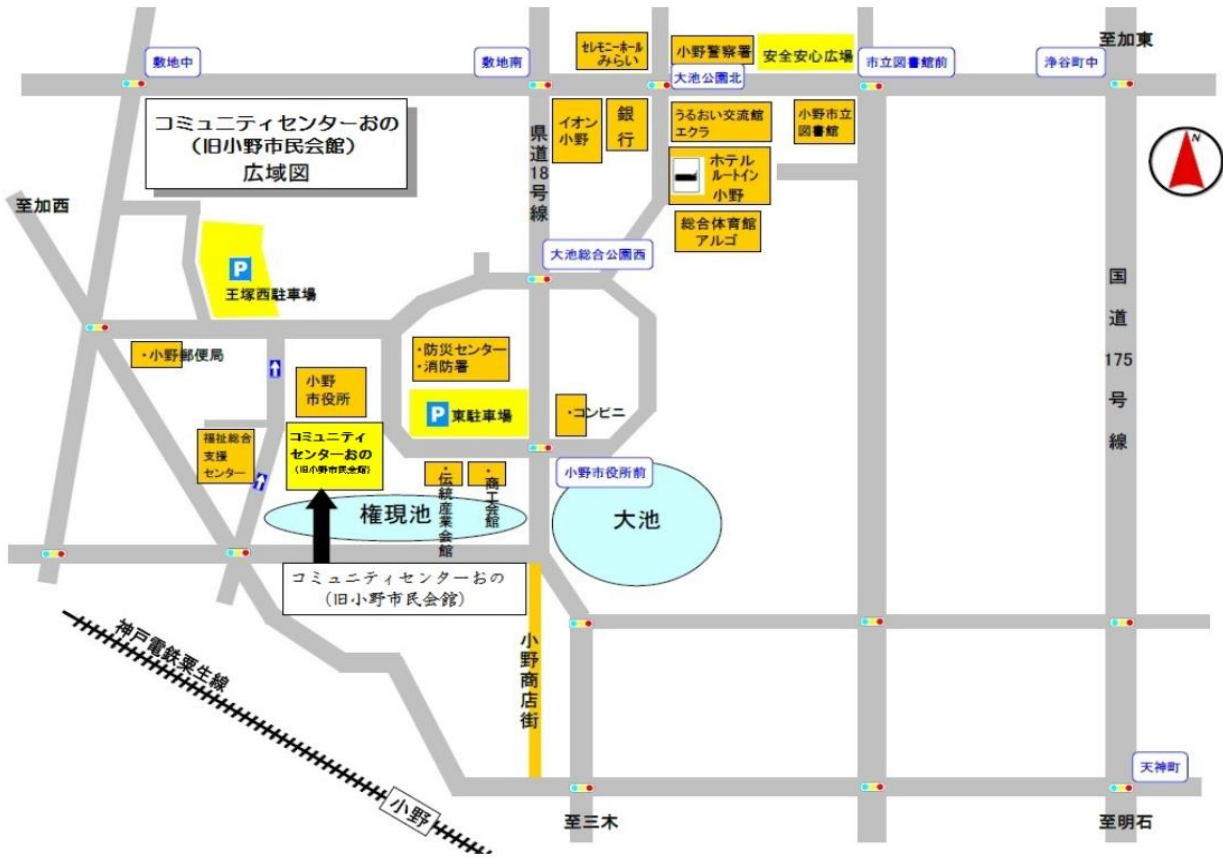 セレモニーホール
みらい
小野警察署
安全安心広場
至加東
敷地中
敷地南
大池公園北
市立図書館前
浄谷町中
コミュニティセンターおの
(旧小野市民会館)
広域図
イオン
小野
銀行
うるおい交流館
エクラ
小野市立
図書館
県道18号線
ホテル
ルートイン
小野
N
至加西
総合体育館
アルゴ
大池総合公園西
P
王塚西駐車場
国道175号線
・小野郵便局
・防災センター
・消防署
小野
市役所
P
東駐車場
・コンビニ
福祉総合
支援
センター
コミュニティ
センターおの
(旧小野市民会館)
・伝統産業会館
・商工会館
小野市役所前
権現池
大池
コミュニティセンターおの
(旧小野市民会館)
神戸電鉄粟生線
小野商店街
天神町
小野
至三木
至明石